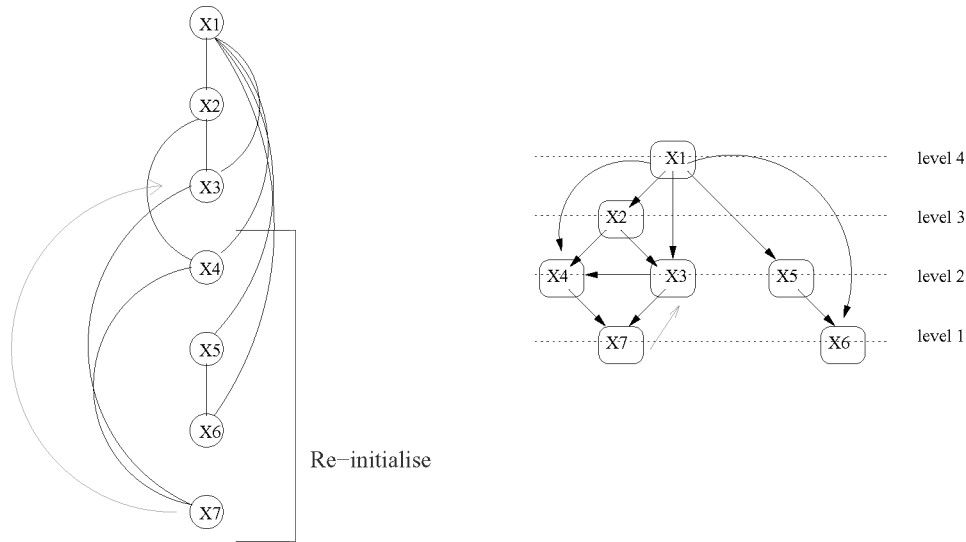 X1
X2
X3
X4
X5
X6
X7
Re-initialise
X1
level 4
X2
level 3
X4
X3
X5
level 2
X7
X6
level 1